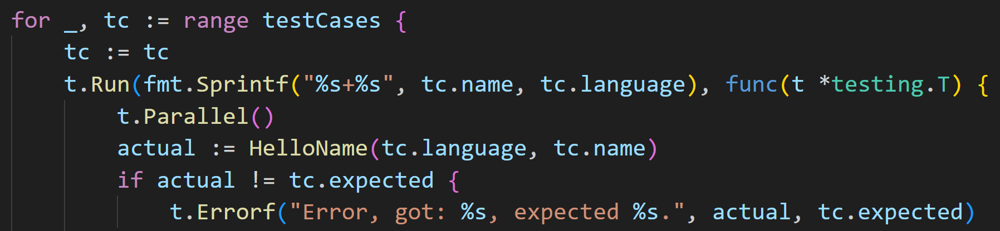 for _, tc := range testCases {
tc := tc
t.Run(fmt.Sprintf("%s+%s", tc.name, tc.language), func(t *testing.T) {
t.Parallel()
actual := HelloName(tc.language, tc.name)
if actual != tc.expected {
t.Errorf("Error, got: %s, expected %s.", actual, tc.expected)